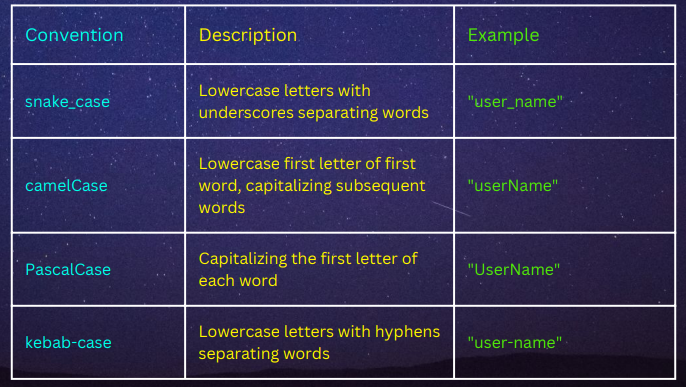 Convention
Description
Example
snake_case
Lowercase letters with
underscores separating words
"user_name"
camelCase
Lowercase first letter of first
word, capitalizing subsequent
words
"userName"
PascalCase
Capitalizing the first letter of
each word
"UserName"
kebab-case
Lowercase letters with hyphens
separating words
"user-name"